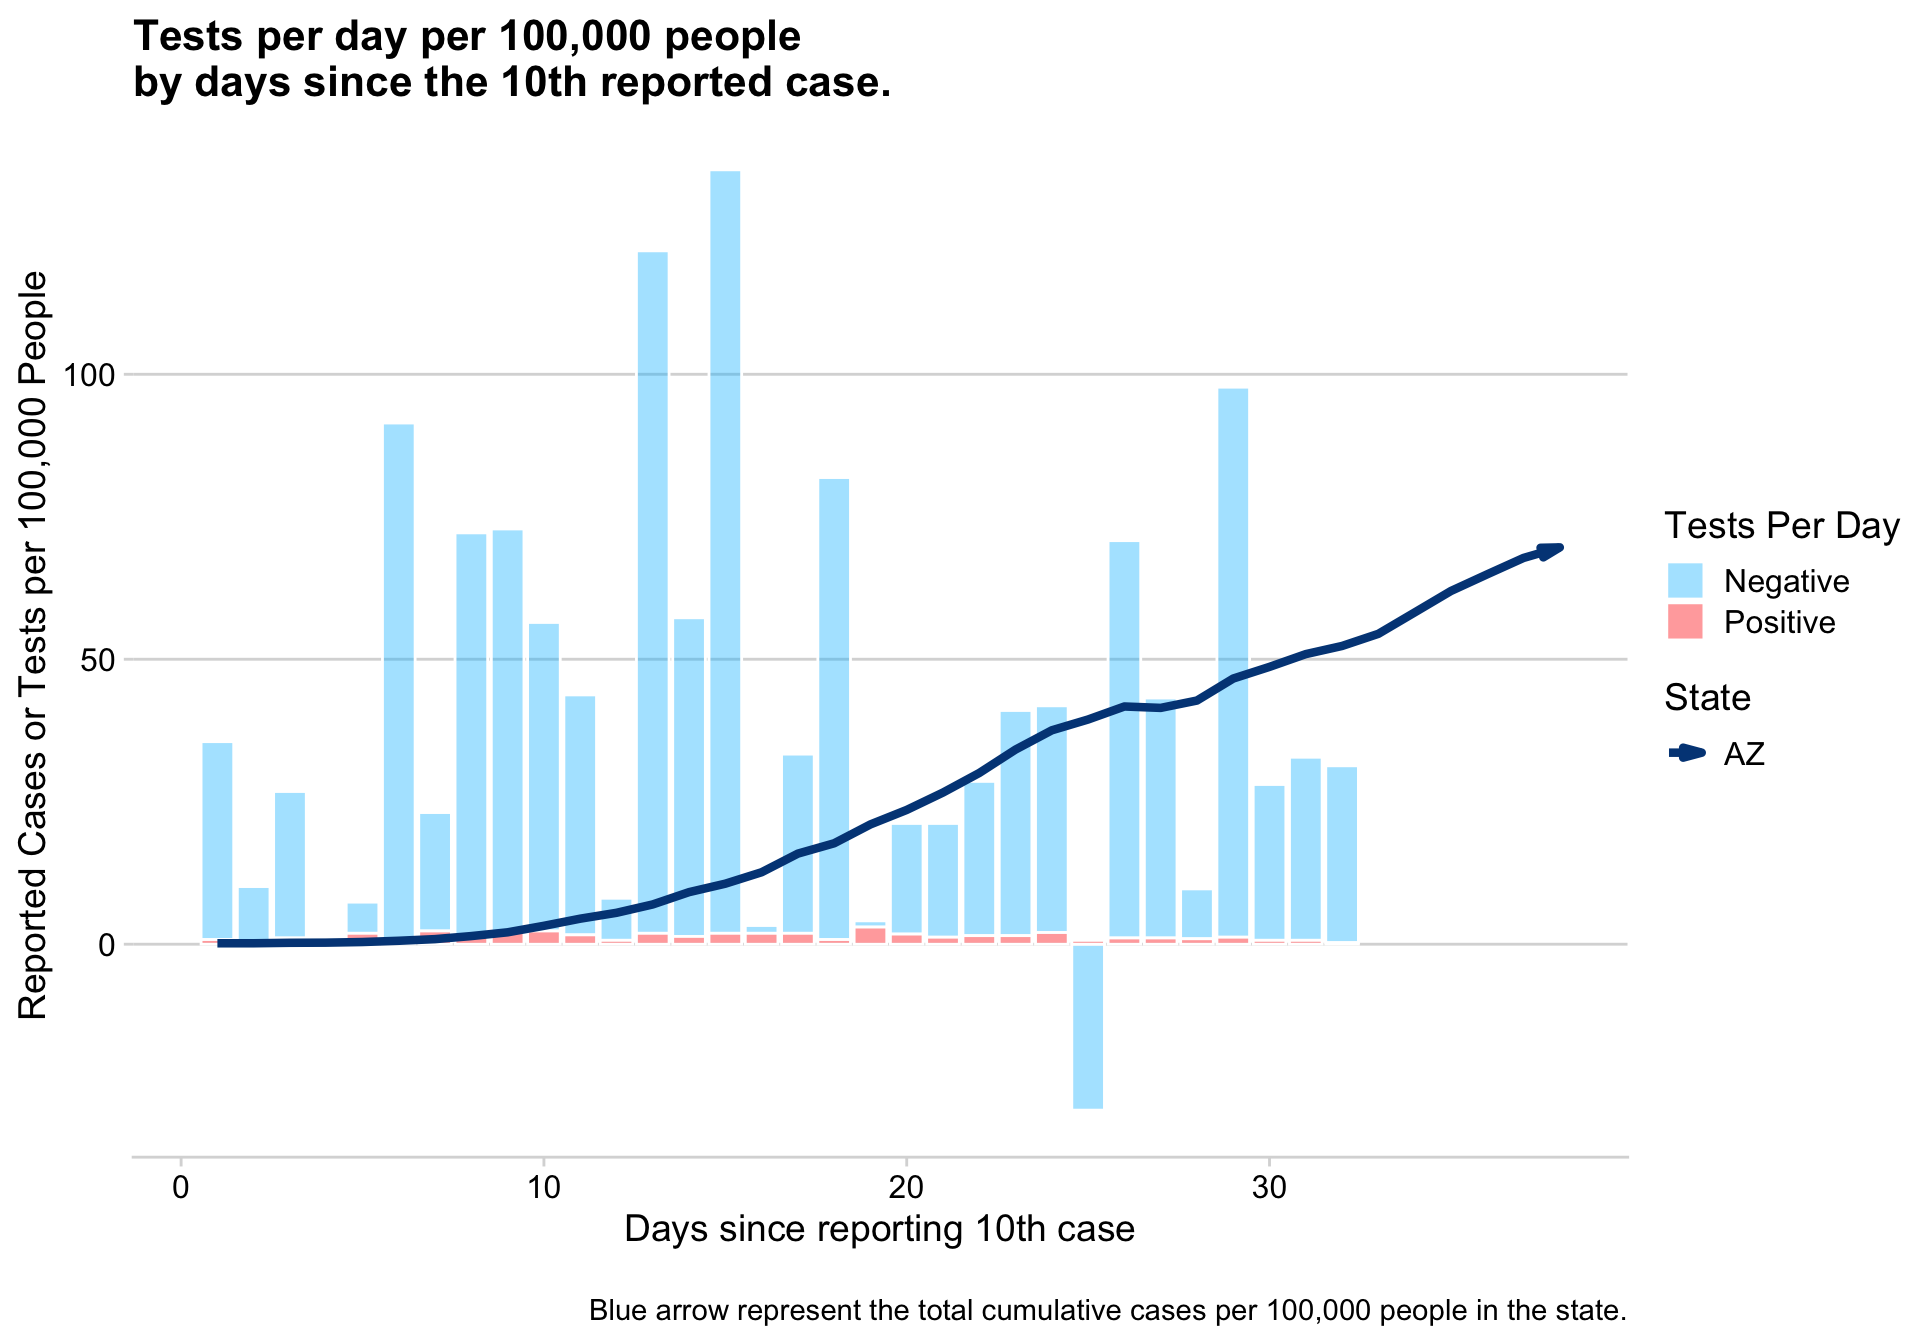 Tests per day per 100,000 people
by days since the 10th reported case.
Reported Cases or Tests per 100,000 People
100
50
0
0
10
20
30
Days since reporting 10th case
Tests Per Day
Negative
Positive
State
AZ
Blue arrow represent the total cumulative cases per 100,000 people in the state.